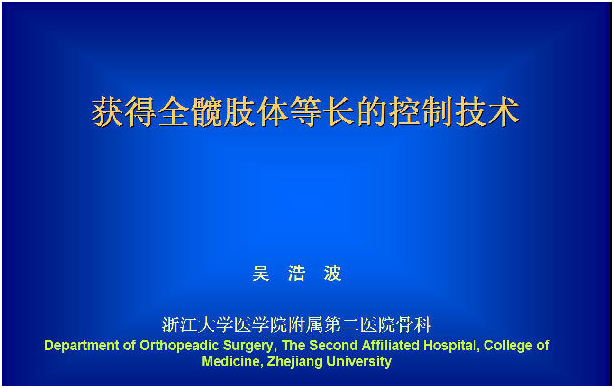 获得全髋肢体等长的控制技术
吴 浩 波
浙江大学医学院附属第二医院骨科
Department of Orthopeadic Surgery, The Second Affiliated Hospital, College of
Medicine, Zhejiang University